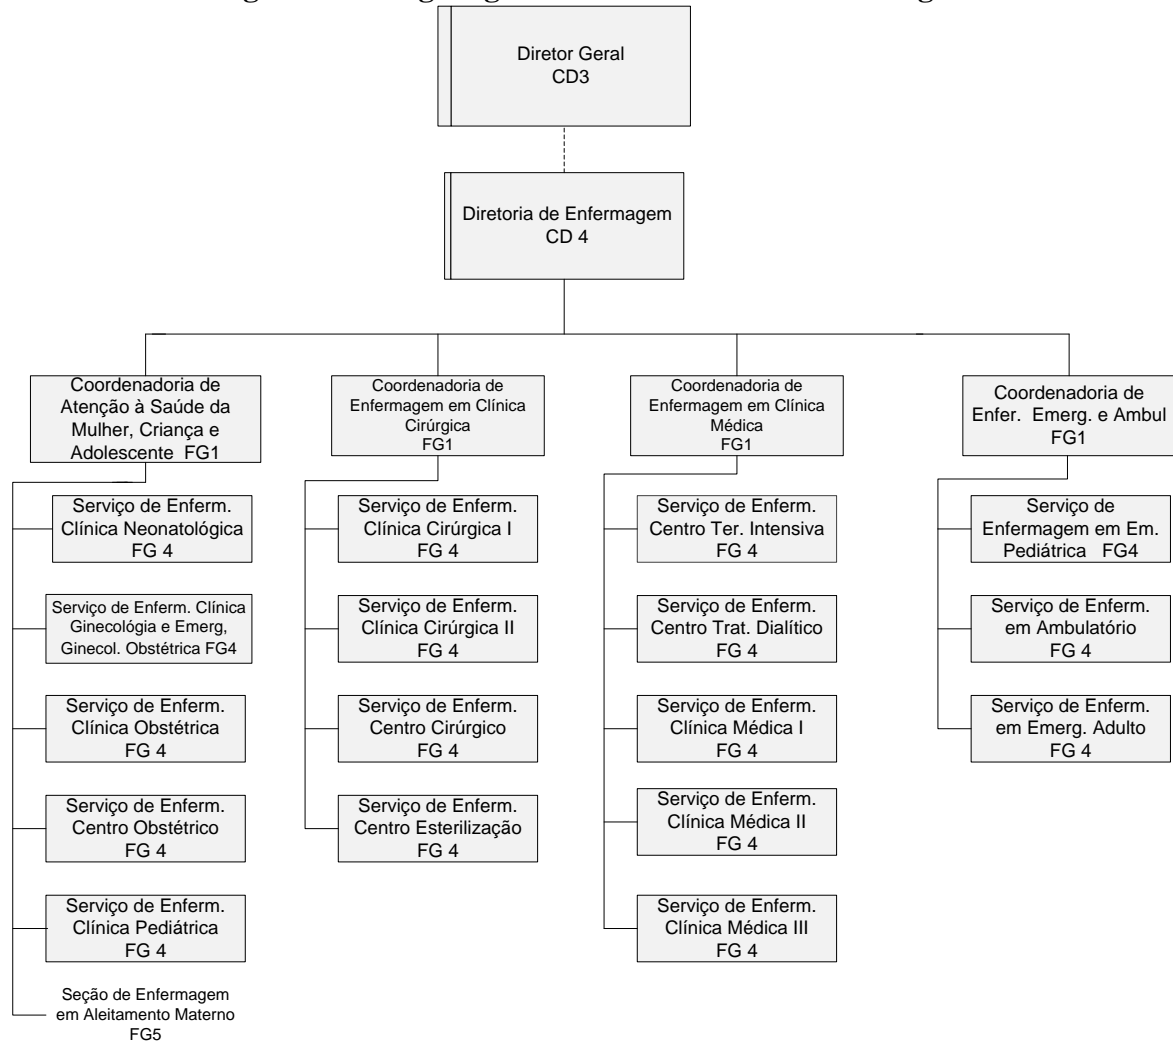 Diretor Geral
CD3
Diretoria de Enfermagem
CD 4
Coordenadoria de
Atenção à Saúde da
Mulher, Criança e
Adolescente FG1
Coordenadoria de
Enfermagem em Clínica
Cirúrgica
FG1
Coordenadoria de
Enfermagem em Clínica
Médica
FG1
Coordenadoria de
Enfer. Emerg. e Ambul
FG1
Serviço de Enferm.
Clínica Neonatológica
FG 4
Serviço de Enferm. Clínica
Ginecológia e Emerg,
Ginecol. Obstétrica FG4
Serviço de Enferm.
Clínica Obstétrica
FG 4
Serviço de Enferm.
Centro Obstétrico
FG 4
Serviço de Enferm.
Clínica Pediátrica
FG 4
Seção de Enfermagem
em Aleitamento Materno
FG5
Serviço de Enferm.
Clínica Cirúrgica I
FG 4
Serviço de Enferm.
Clínica Cirúrgica II
FG 4
Serviço de Enferm.
Centro Cirúrgico
FG 4
Serviço de Enferm.
Centro Esterilização
FG 4
Serviço de Enferm.
Centro Ter. Intensiva
FG 4
Serviço de Enferm.
Centro Trat. Dialítico
FG 4
Serviço de Enferm.
Clínica Médica I
FG 4
Serviço de Enferm.
Clínica Médica II
FG 4
Serviço de Enferm.
Clínica Médica III
FG 4
Serviço de
Enfermagem em Em.
Pediátrica FG4
Serviço de Enferm.
em Ambulatório
FG 4
Serviço de Enferm.
em Emerg. Adulto
FG 4